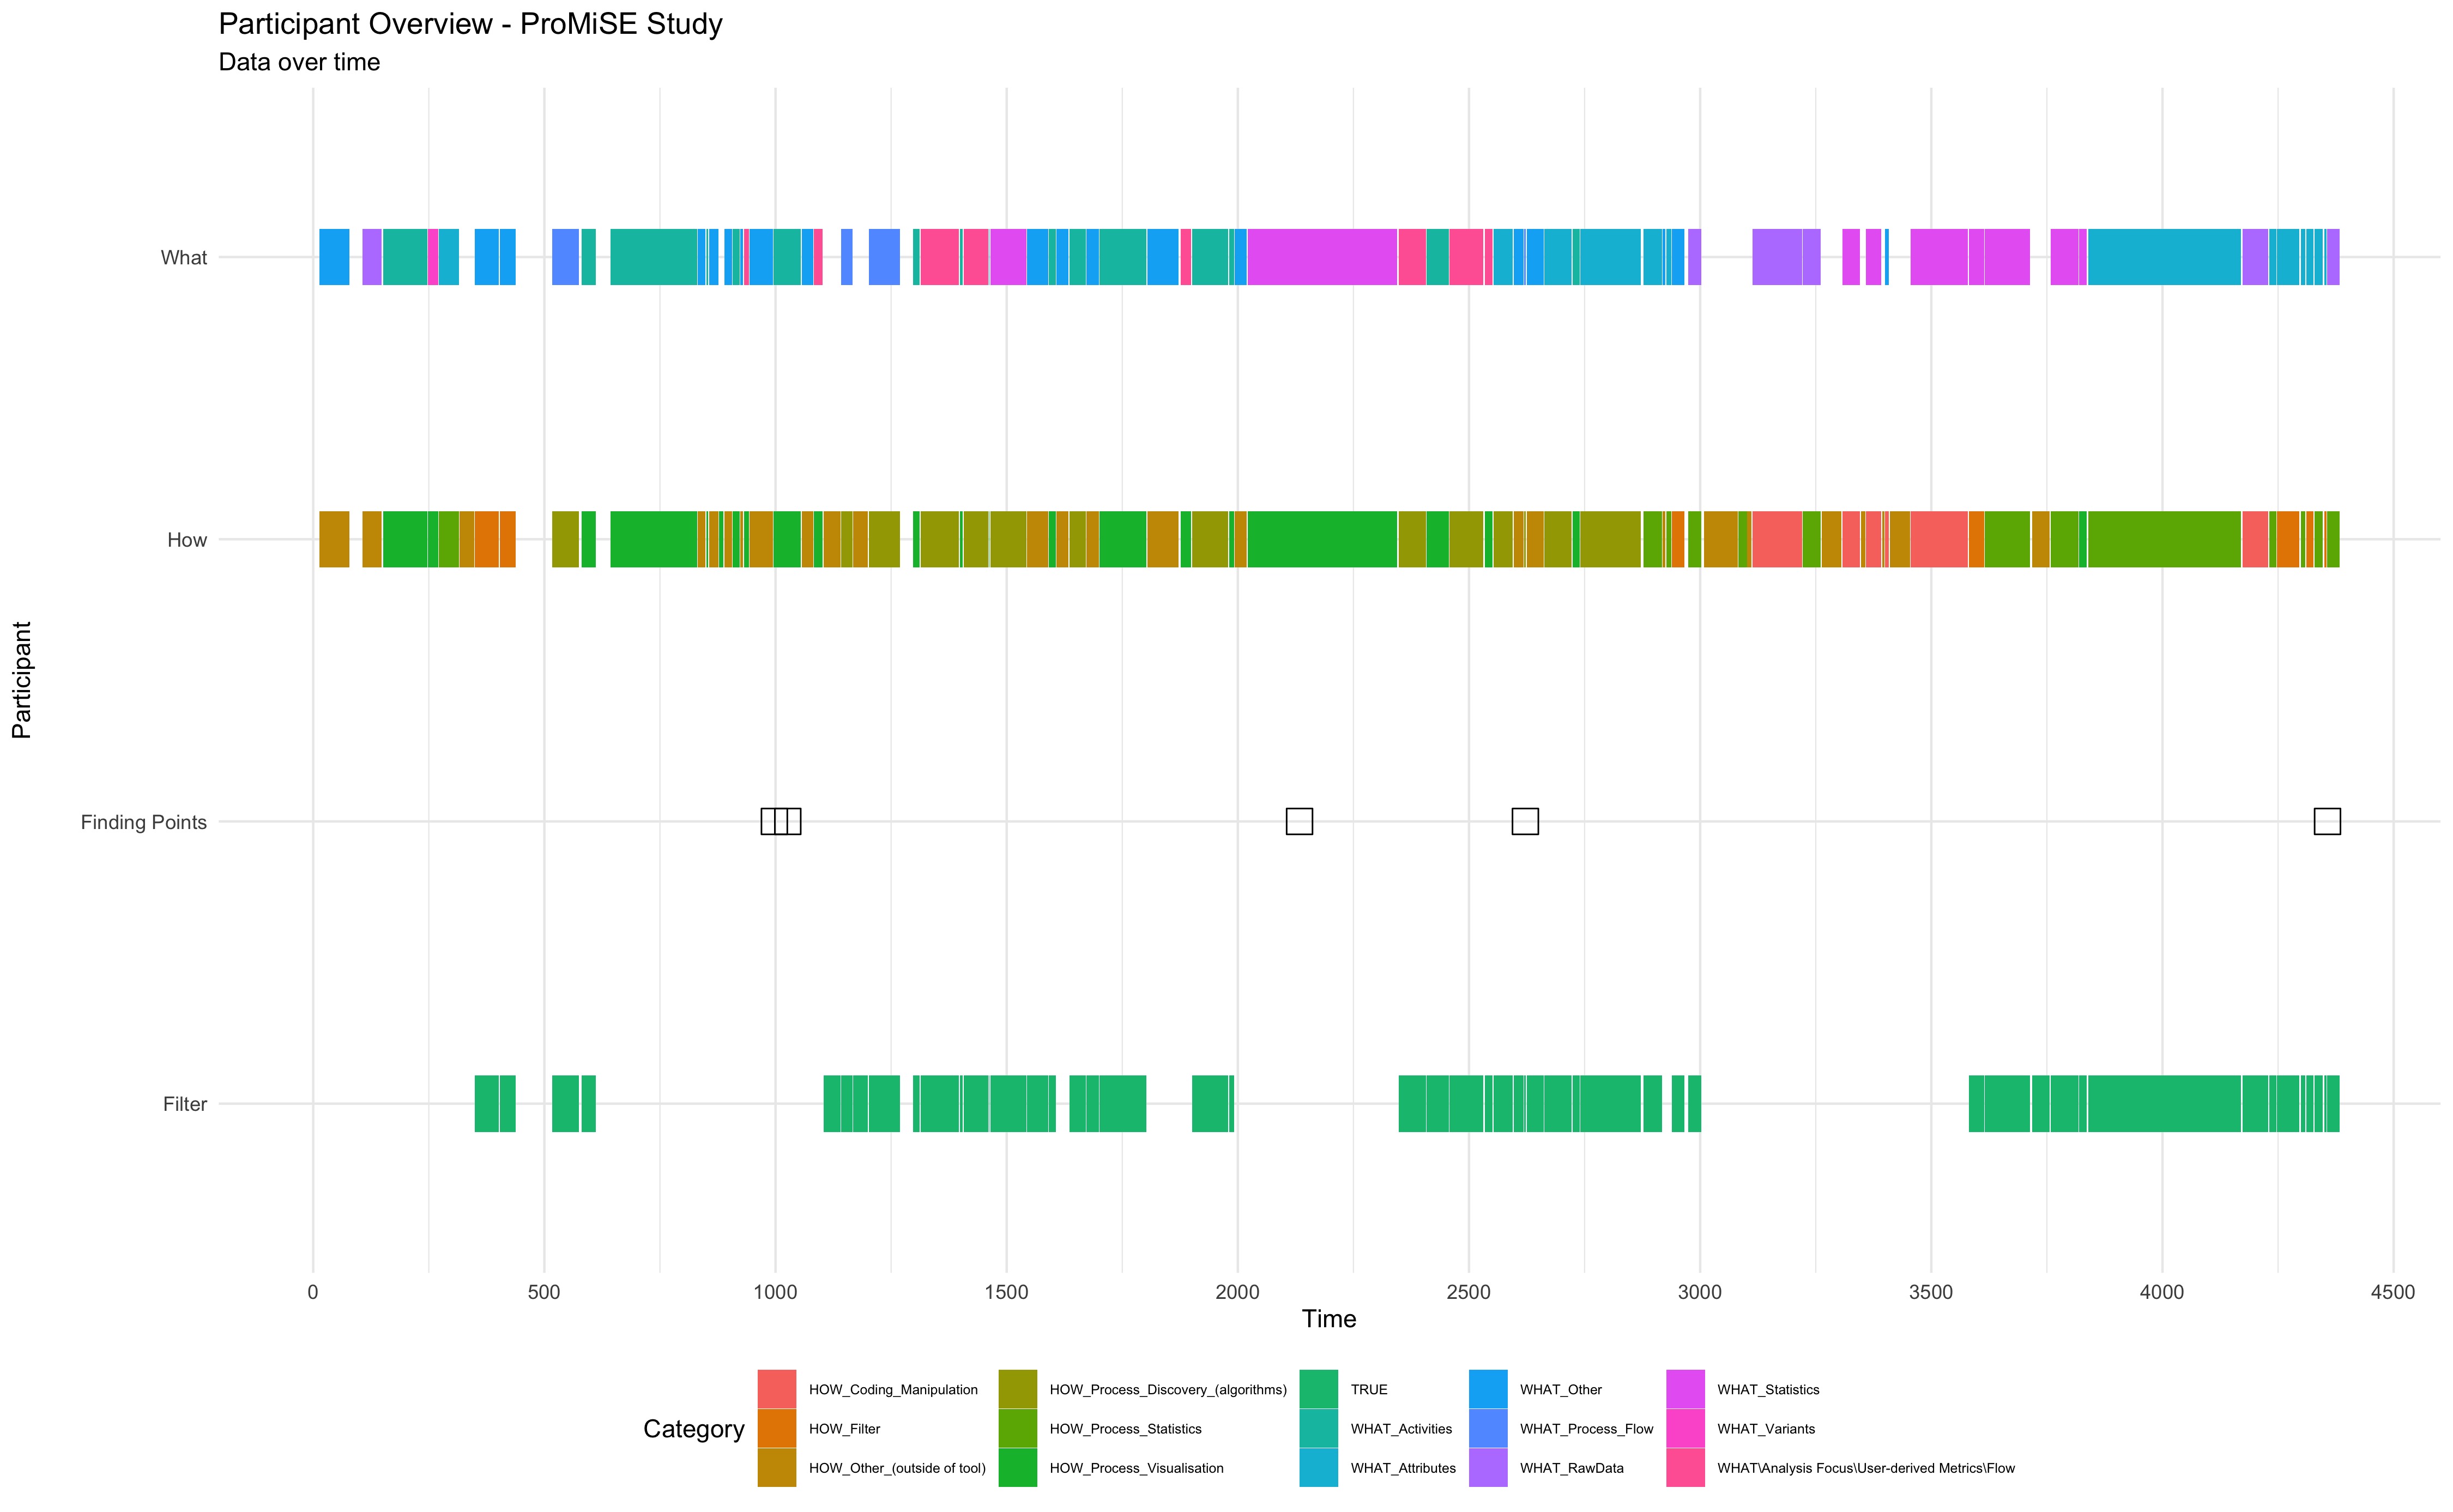 Participant Overview - ProMiSE Study
Data over time
What
How
Finding Points
Filter
Participant
0 500 1000 1500 2000 2500 3000 3500 4000 4500
Time
Category
HOW_Coding_Manipulation
HOW_Filter
HOW_Other_(outside of tool)
HOW_Process_Discovery_(algorithms)
HOW_Process_Statistics
HOW_Process_Visualisation
TRUE
WHAT_Activities
WHAT_Attributes
WHAT_Other
WHAT_Process_Flow
WHAT_RawData
WHAT_Statistics
WHAT_Variants
WHAT\Analysis Focus\User-derived Metrics\Flow